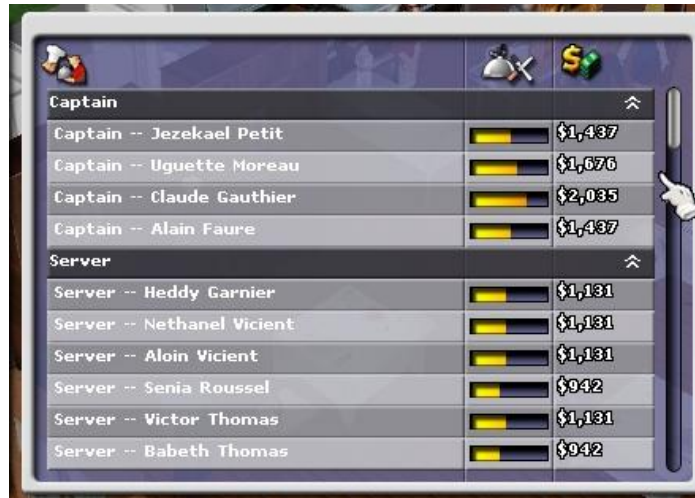 Captain
Captain -- Jezekael Petit $1,437
Captain -- Uguette Moreau $1,676
Captain -- Claude Gauthier $2,035
Captain -- Alain Faure $1,437
Server
Server -- Heddy Garnier $1,131
Server -- Nethanel Vicient $1,131
Server -- Aloin Vicient $1,131
Server -- Senia Roussel $942
Server -- Victor Thomas $1,131
Server -- Babeth Thomas $942